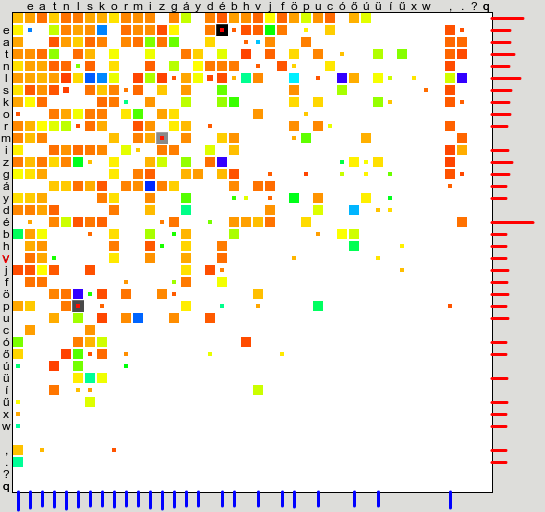 e a t n l s k o r m i z g á y d é b h v j f ö p u c ó ő ú ü í ű x w , . ? q
e
a
t
n
l
s
k
o
r
m
i
z
g
á
y
d
é
b
h
v
j
f
ö
p
u
c
ó
ő
ú
ü
í
ű
x
w
,
.
?
q